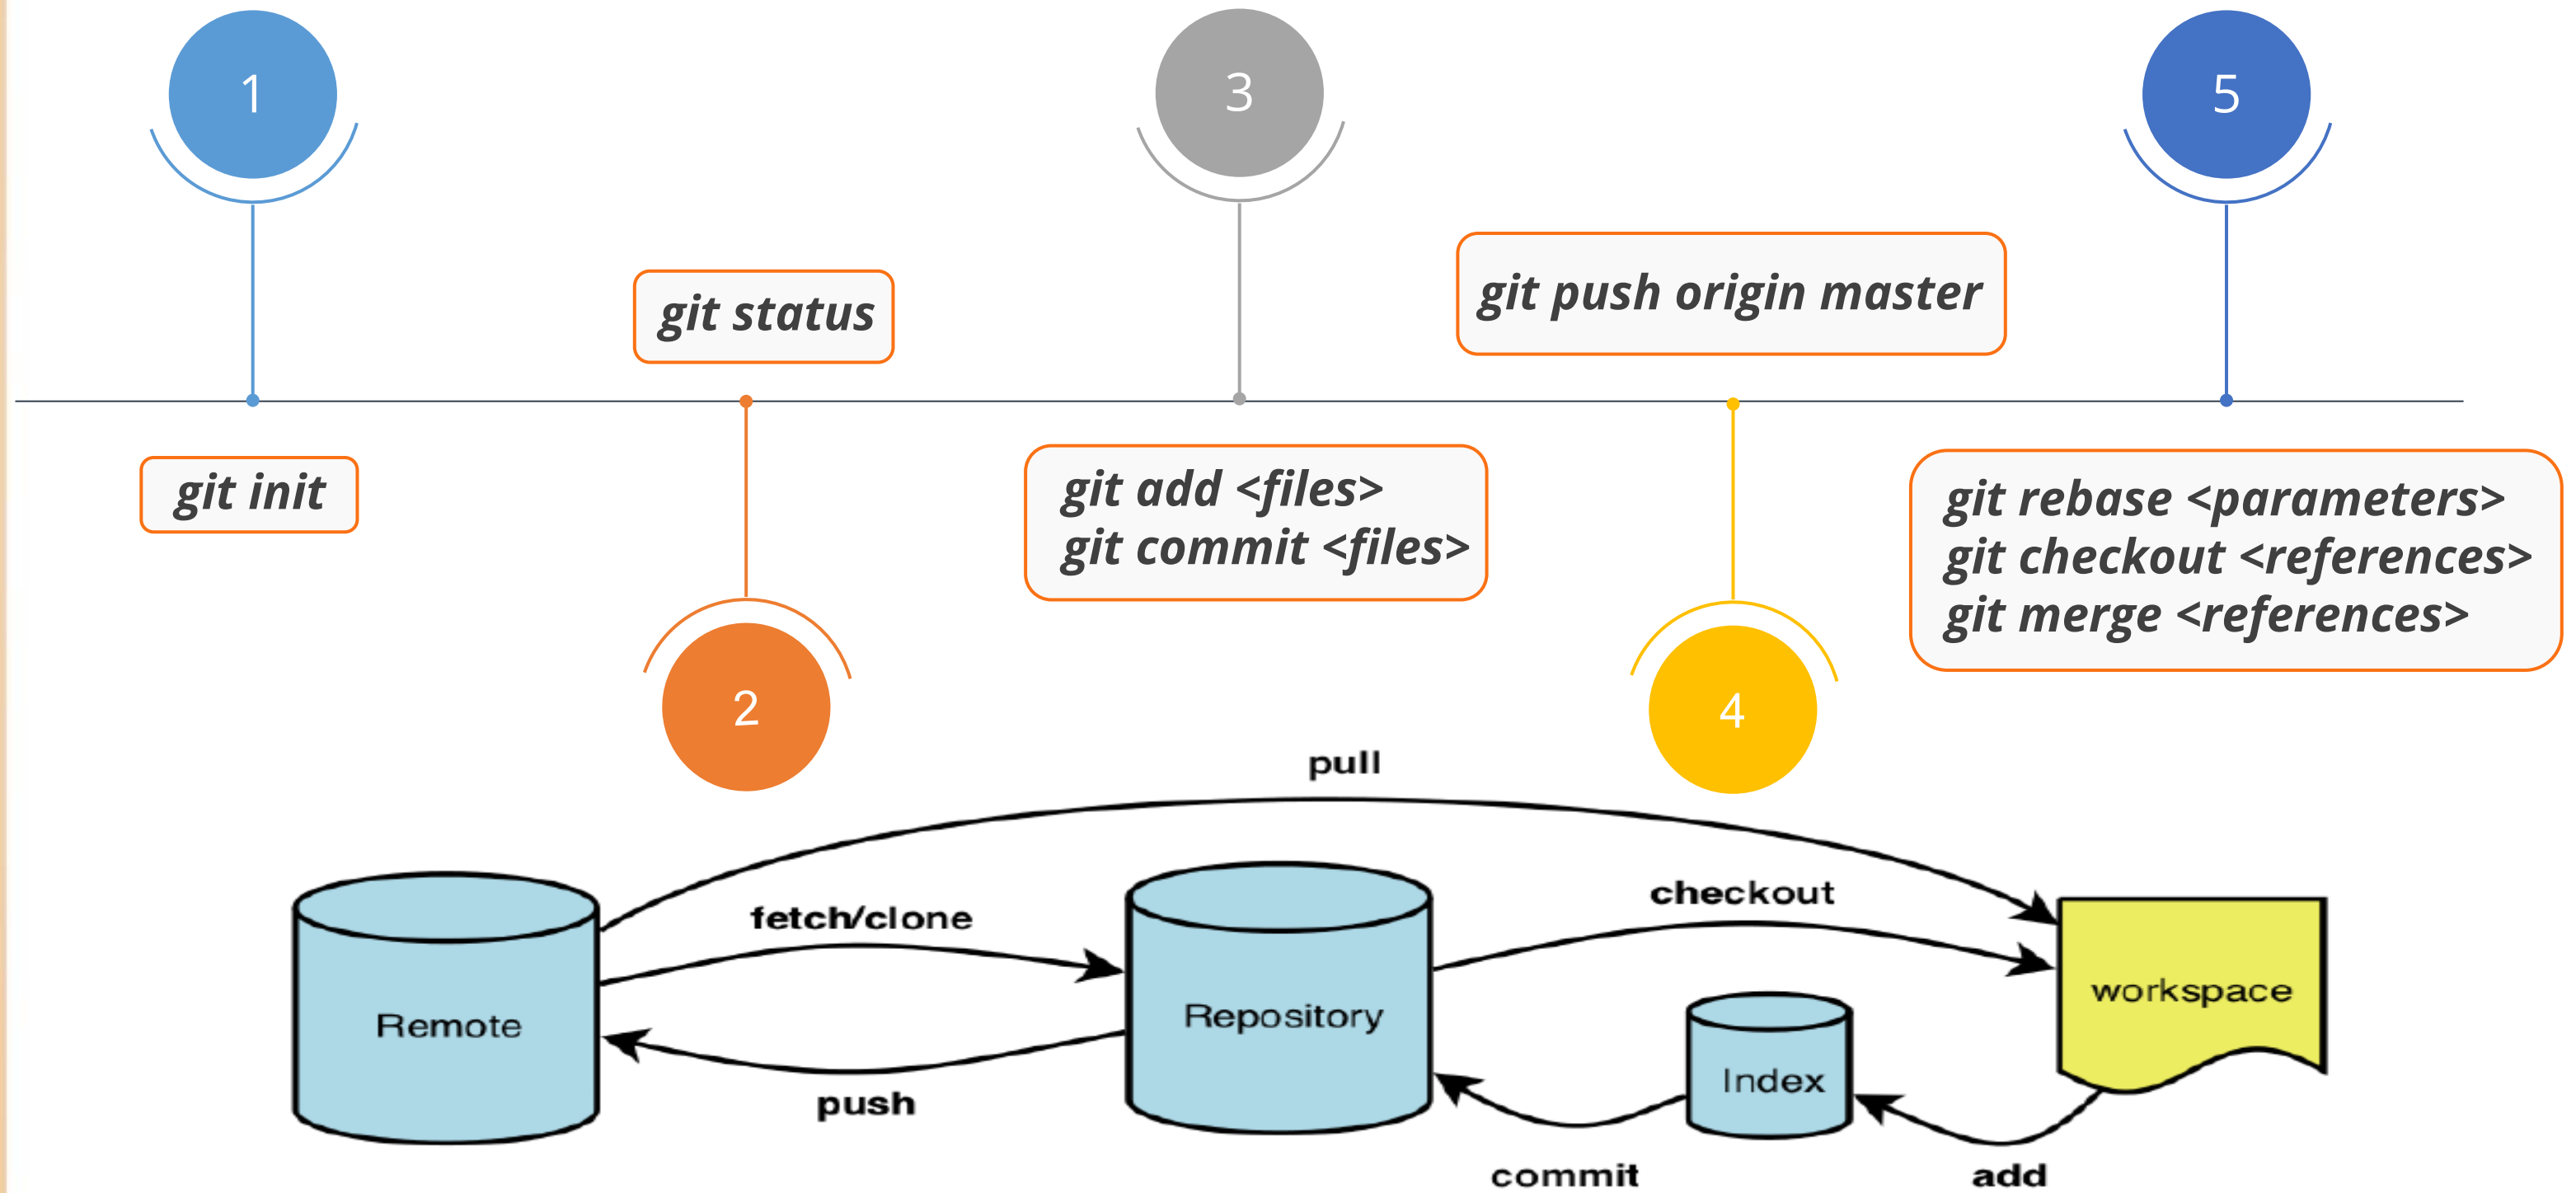 1
3
5
git status
git push origin master
git init
git add <files>
git commit <files>
git rebase <parameters>
git checkout <references>
git merge <references>
2
4
pull
fetch/clone
checkout
Remote
Repository
workspace
Index
push
commit
add